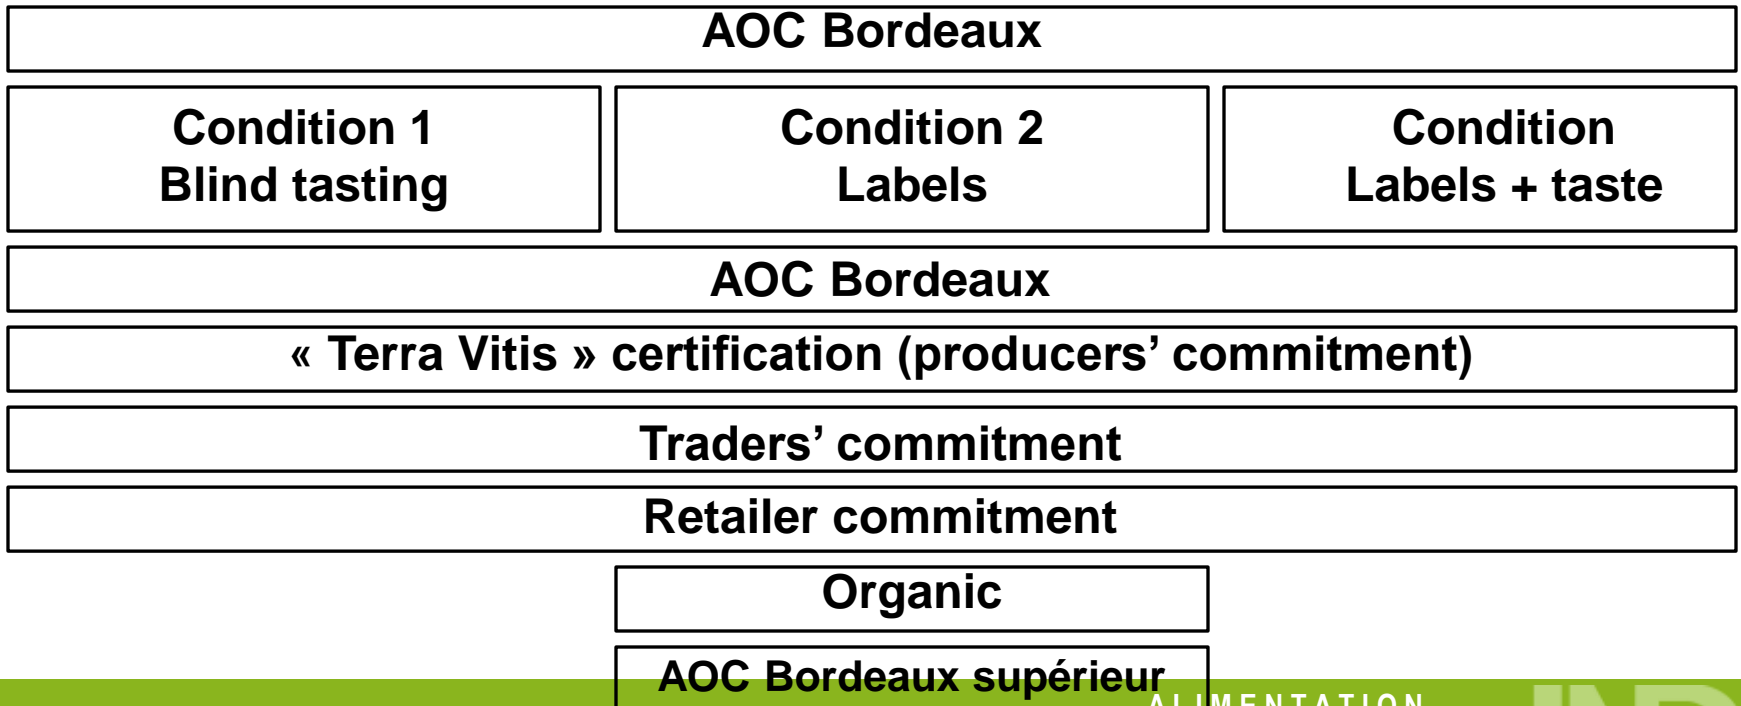 AOC Bordeaux
Condition 1
Blind tasting
Condition 2
Labels
Condition
Labels + taste
AOC Bordeaux
« Terra Vitis » certification (producers’ commitment)
Traders’ commitment
Retailer commitment
Organic
AOC Bordeaux supérieur
ALIMENTATION